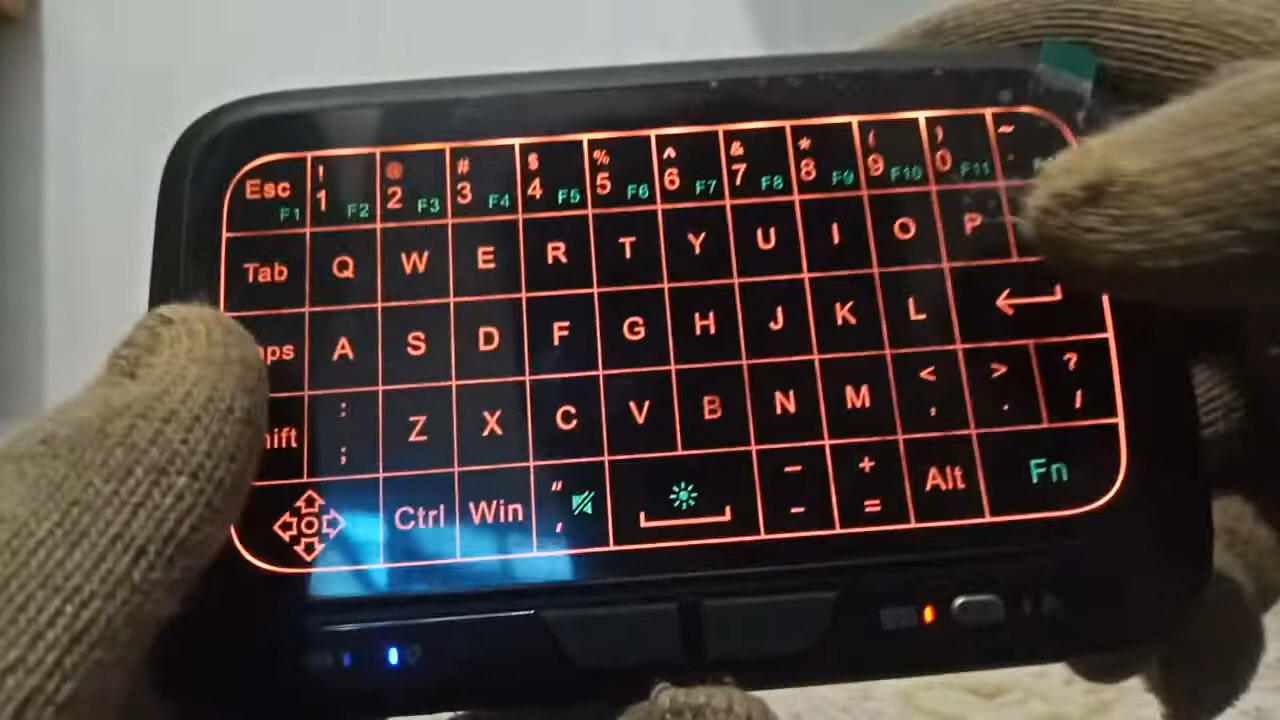 ! @ # $ % ^ & * ( ) ~
Esc F1 1 F2 2 F3 3 F4 4 F5 5 F6 6 F7 7 F8 8 F9 9 F10 0 F11
Tab Q W E R T Y U I O P
A S D F G H J K L
: ; Z X C V B N M < , > . ? /
Ctrl Win " ' _ - + = Alt Fn